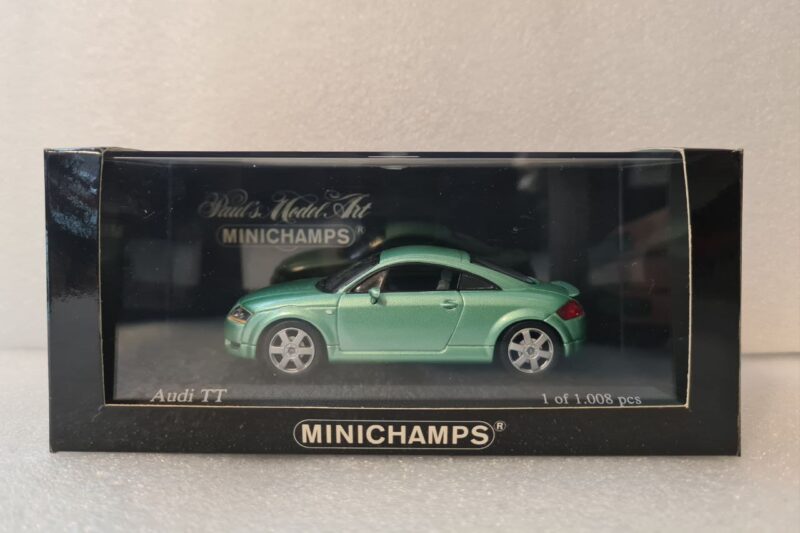 Paul's Model Art
MINICHAMPS®
Audi TT
1 of 1.008 pcs
MINICHAMPS®